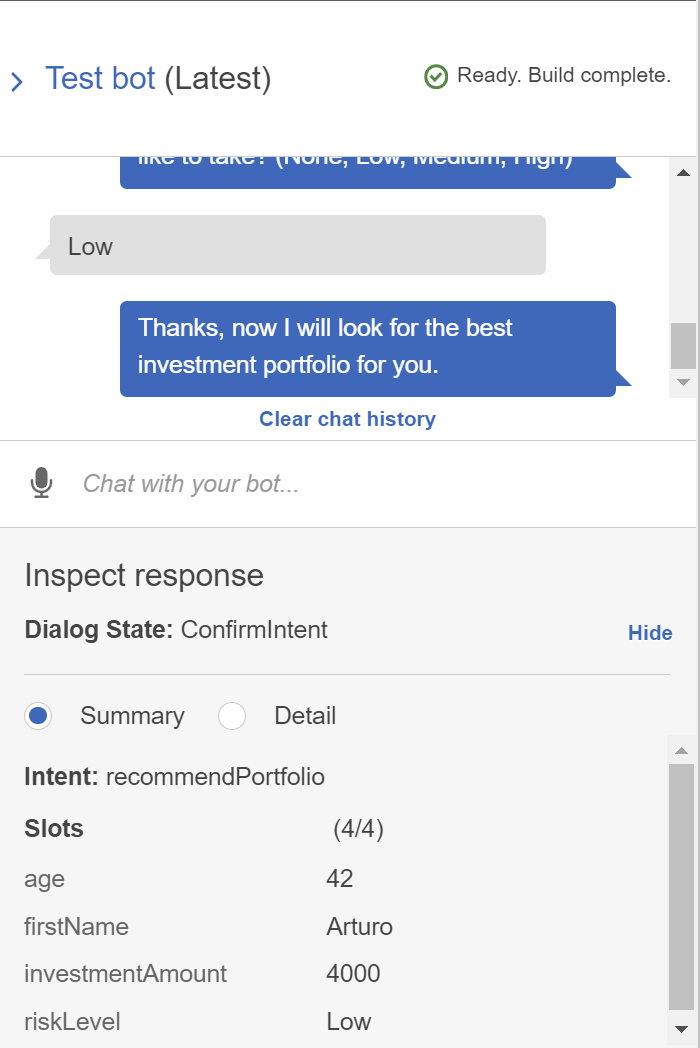 Test bot (Latest)
Ready. Build complete.
like to take? (None, Low, Medium, High)
Low
Thanks, now I will look for the best
investment portfolio for you.
Clear chat history
Chat with your bot...
Inspect response
Dialog State: ConfirmIntent
Hide
Summary Detail
Intent: recommendPortfolio
Slots (4/4)
age 42
firstName Arturo
investmentAmount 4000
riskLevel Low